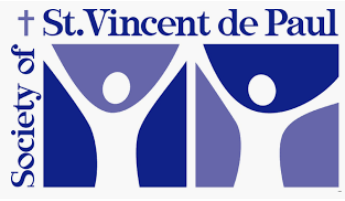 Society of
† St. Vincent de Paul